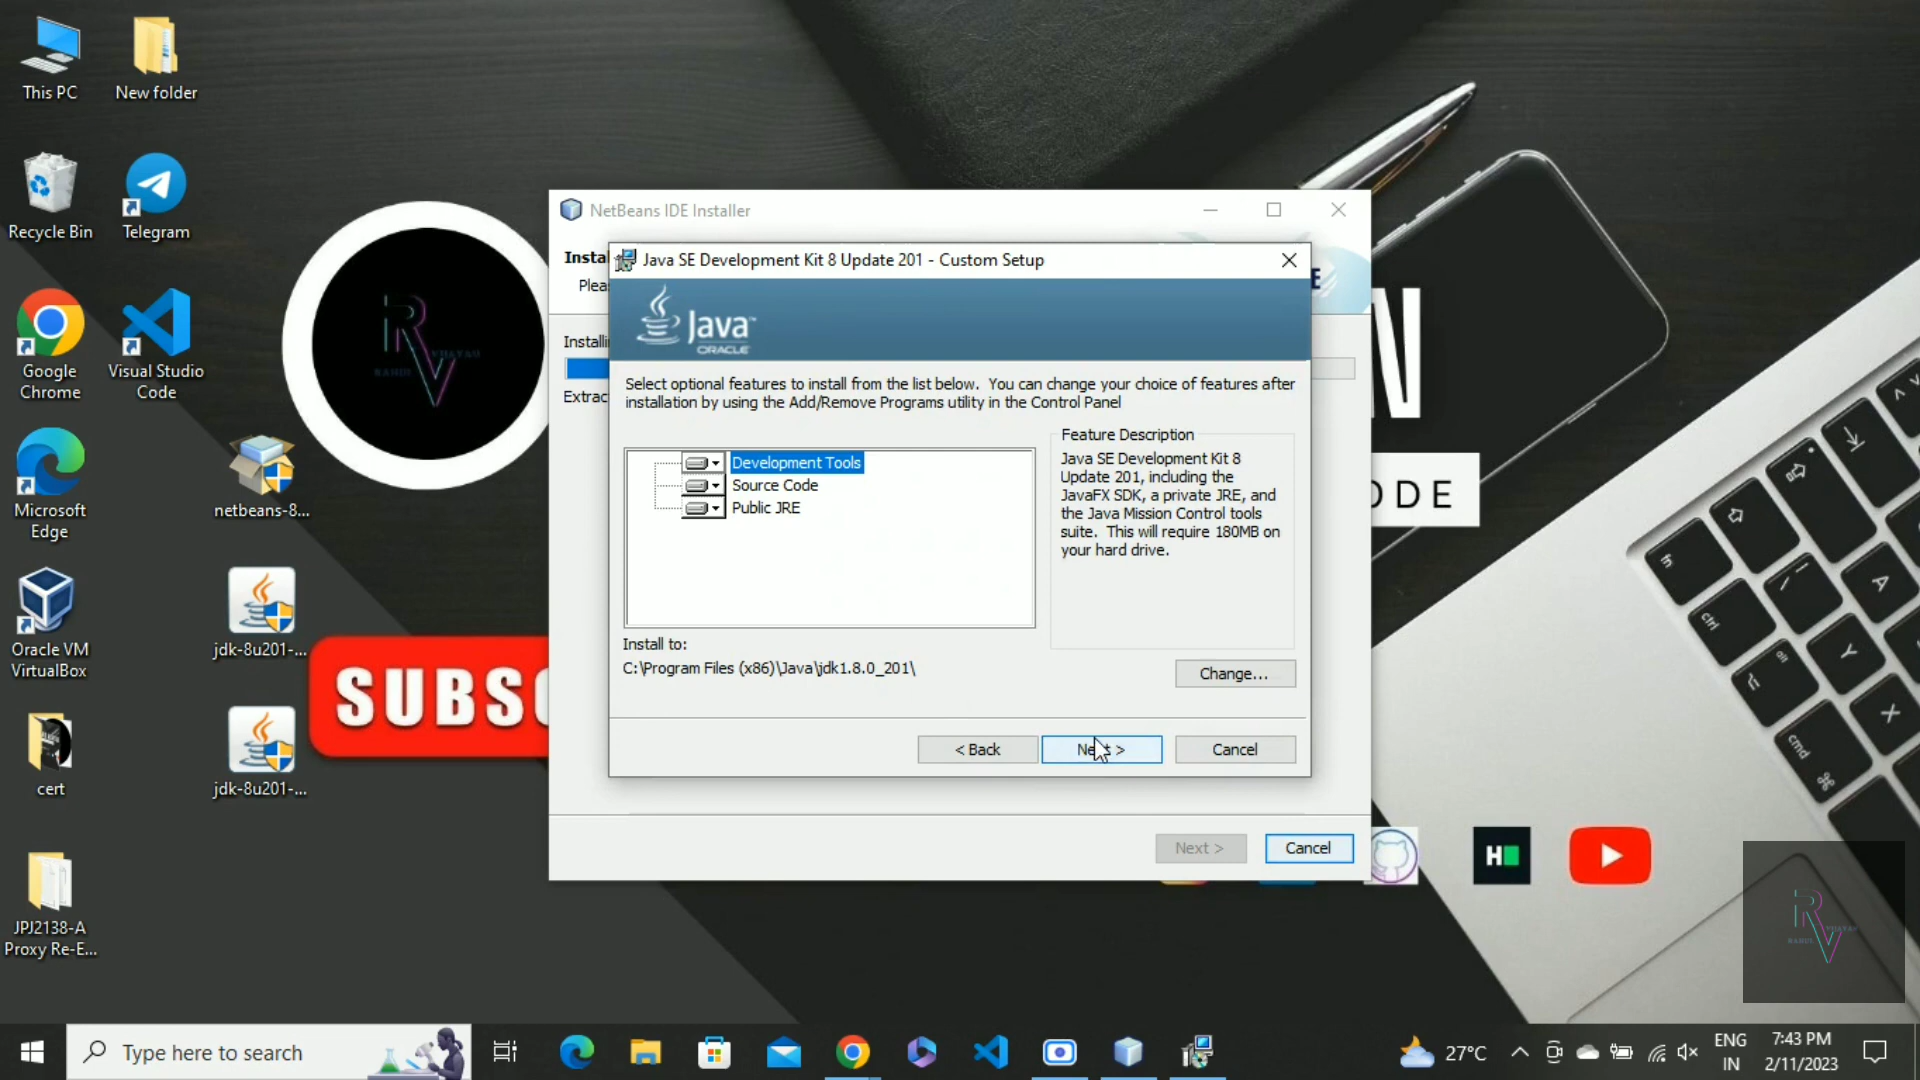 This PC
New folder
Recycle Bin
Telegram
Google
Chrome
Visual Studio
Code
Microsoft
Edge
netbeans-8...
Oracle VM
VirtualBox
jdk-8u201-...
cert
jdk-8u201-...
JPJ2138-A
Proxy Re-E...
SUBS
NetBeans IDE Installer
Java SE Development Kit 8 Update 201 - Custom Setup
Java
ORACLE
Select optional features to install from the list below. You can change your choice of features after
installation by using the Add/Remove Programs utility in the Control Panel
Development Tools
Source Code
Public JRE
Feature Description
Java SE Development Kit 8
Update 201, including the
JavaFX SDK, a private JRE, and
the Java Mission Control tools
suite. This will require 180MB on
your hard drive.
Install to:
C:\Program Files (x86)\Java\jdk1.8.0_201\
Change...
< Back
Next >
Cancel
Next >
Cancel
Type here to search
27°C
ENG
IN
7:43 PM
2/11/2023